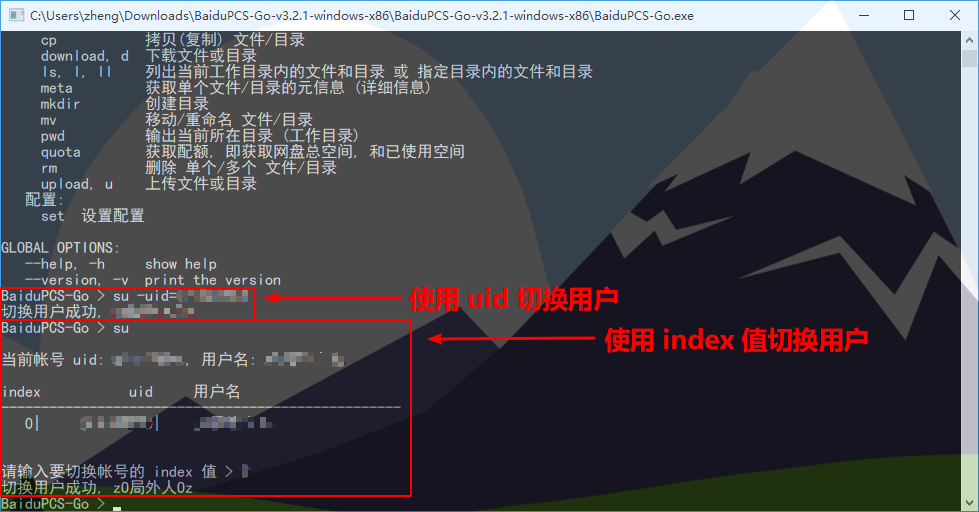 C:\Users\zheng\Downloads\BaiduPCS-Go-v3.2.1-windows-x86\BaiduPCS-Go-v3.2.1-windows-x86\BaiduPCS-Go.exe
cp 拷贝(复制) 文件/目录
download, d 下载文件或目录
ls, l, ll 列出当前工作目录内的文件和目录 或 指定目录内的文件和目录
meta 获取单个文件/目录的元信息 (详细信息)
mkdir 创建目录
mv 移动/重命名 文件/目录
pwd 输出当前所在目录 (工作目录)
quota 获取配额, 即获取网盘总空间, 和已使用空间
rm 删除 单个/多个 文件/目录
upload, u 上传文件或目录
配置:
set 设置配置
GLOBAL OPTIONS:
--help, -h show help
--version, -v print the version
BaiduPCS-Go > su -uid=
使用 uid 切换用户
切换用户成功,
BaiduPCS-Go > su
使用 index 值切换用户
当前帐号 uid: , 用户名:
index uid 用户名
0| |
请输入要切换帐号的 index 值 >
切换用户成功, z0局外人0z
BaiduPCS-Go >